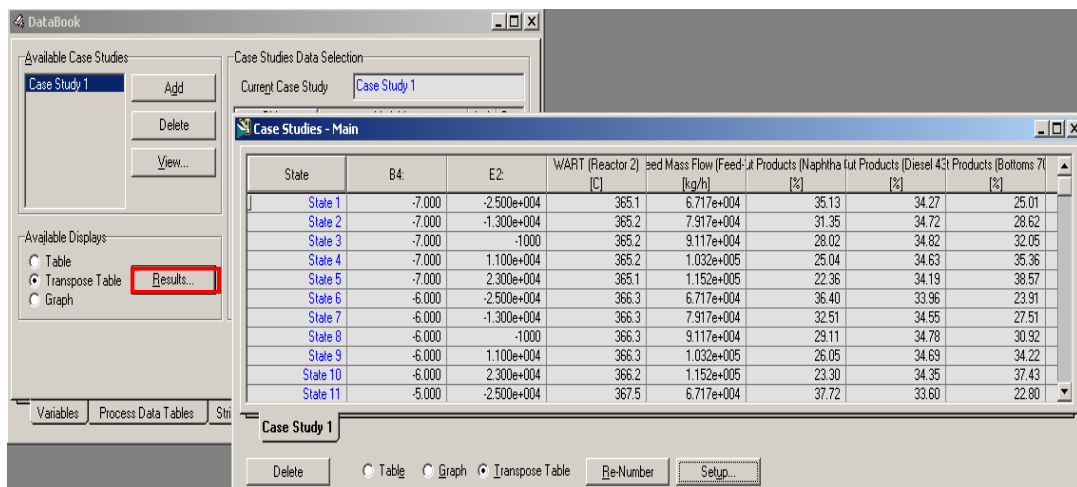 DataBook
Available Case Studies
Case Study 1
Add
Delete
View...
Available Displays
Table
Transpose Table
Graph
Results...
Case Studies Data Selection
Current Case Study Case Study 1
Variables Process Data Tables Stri
Case Studies - Main
State B4: E2: WART (Reactor 2) eed Mass Flow (Feed- ut Products (Naphtha ut Products (Diesel 43 t Products (Bottoms 70
[C] [kg/h] [%] [%] [%]
State 1 -7.000 -2.500e+004 365.1 6.717e+004 35.13 34.27 25.01
State 2 -7.000 -1.300e+004 365.2 7.917e+004 31.35 34.72 28.62
State 3 -7.000 -1000 365.2 9.117e+004 28.02 34.82 32.05
State 4 -7.000 1.100e+004 365.2 1.032e+005 25.04 34.63 35.36
State 5 -7.000 2.300e+004 365.1 1.152e+005 22.36 34.19 38.57
State 6 -6.000 -2.500e+004 366.3 6.717e+004 36.40 33.96 23.91
State 7 -6.000 -1.300e+004 366.3 7.917e+004 32.51 34.55 27.51
State 8 -6.000 -1000 366.3 9.117e+004 29.11 34.78 30.92
State 9 -6.000 1.100e+004 366.3 1.032e+005 26.05 34.69 34.22
State 10 -6.000 2.300e+004 366.2 1.152e+005 23.30 34.35 37.43
State 11 -5.000 -2.500e+004 367.5 6.717e+004 37.72 33.60 22.80
Case Study 1
Delete Table Graph Transpose Table Re-Number Setup...